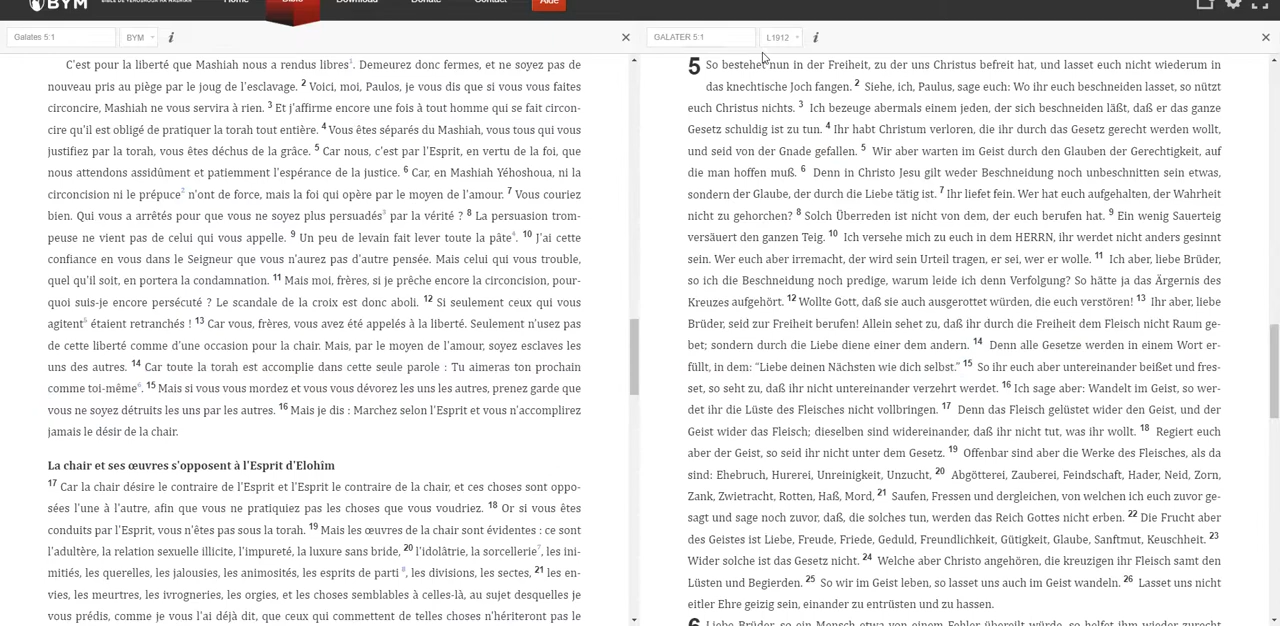 BYM
BIBLE DE YEHOSHOUA HA MASHIAH
Home
Bible
Download
Donate
Contact
Aide
Galates 5:1
BYM
i
GALATER 5:1
L1912
i
C'est pour la liberté que Mashiah nous a rendus libres¹. Demeurez donc fermes, et ne soyez pas de
nouveau pris au piège par le joug de l'esclavage. 2 Voici, moi, Paulos, je vous dis que si vous vous faites
circoncire, Mashiah ne vous servira à rien. 3 Et j'affirme encore une fois à tout homme qui se fait circon-
cire qu'il est obligé de pratiquer la torah tout entière. 4 Vous êtes séparés du Mashiah, vous tous qui vous
justifiez par la torah, vous êtes déchus de la grâce. 5 Car nous, c'est par l'Esprit, en vertu de la foi, que
nous attendons assidûment et patiemment l'espérance de la justice. 6 Car, en Mashiah Yéhoshoua, ni la
circoncision ni le prépuce² n'ont de force, mais la foi qui opère par le moyen de l'amour. 7 Vous couriez
bien. Qui vous a arrêtés pour que vous ne soyez plus persuadés³ par la vérité ? 8 La persuasion trom-
peuse ne vient pas de celui qui vous appelle. 9 Un peu de levain fait lever toute la pâte⁴. 10 J'ai cette
confiance en vous dans le Seigneur que vous n'aurez pas d'autre pensée. Mais celui qui vous trouble,
quel qu'il soit, en portera la condamnation. 11 Mais moi, frères, si je prêche encore la circoncision, pour-
quoi suis-je encore persécuté ? Le scandale de la croix est donc aboli. 12 Si seulement ceux qui vous
agitent⁵ étaient retranchés ! 13 Car vous, frères, vous avez été appelés à la liberté. Seulement n'usez pas
de cette liberté comme d'une occasion pour la chair. Mais, par le moyen de l'amour, soyez esclaves les
uns des autres. 14 Car toute la torah est accomplie dans cette seule parole : Tu aimeras ton prochain
comme toi-même⁶. 15 Mais si vous vous mordez et vous vous dévorez les uns les autres, prenez garde que
vous ne soyez détruits les uns par les autres. 16 Mais je dis : Marchez selon l'Esprit et vous n'accomplirez
jamais le désir de la chair.
La chair et ses œuvres s'opposent à l'Esprit d'Elohîm
17 Car la chair désire le contraire de l'Esprit et l'Esprit le contraire de la chair, et ces choses sont oppo-
sées l'une à l'autre, afin que vous ne pratiquiez pas les choses que vous voudriez. 18 Or si vous êtes
conduits par l'Esprit, vous n'êtes pas sous la torah. 19 Mais les œuvres de la chair sont évidentes : ce sont
l'adultère, la relation sexuelle illicite, l'impureté, la luxure sans bride, 20 l'idolâtrie, la sorcellerie⁷, les ini-
mitiés, les querelles, les jalousies, les animosités, les esprits de parti ⁸, les divisions, les sectes, 21 les en-
vies, les meurtres, les ivrogneries, les orgies, et les choses semblables à celles-là, au sujet desquelles je
vous prédis, comme je vous l'ai déjà dit, que ceux qui commettent de telles choses n'hériteront pas le
5 So bestehet nun in der Freiheit, zu der uns Christus befreit hat, und lasset euch nicht wiederum in
das knechtische Joch fangen. 2 Siehe, ich, Paulus, sage euch: Wo ihr euch beschneiden lasset, so nützt
euch Christus nichts. 3 Ich bezeuge abermals einem jeden, der sich beschneiden läßt, daß er das ganze
Gesetz schuldig ist zu tun. 4 Ihr habt Christum verloren, die ihr durch das Gesetz gerecht werden wollt,
und seid von der Gnade gefallen. 5 Wir aber warten im Geist durch den Glauben der Gerechtigkeit, auf
die man hoffen muß. 6 Denn in Christo Jesu gilt weder Beschneidung noch unbeschnitten sein etwas,
sondern der Glaube, der durch die Liebe tätig ist. 7 Ihr liefet fein. Wer hat euch aufgehalten, der Wahrheit
nicht zu gehorchen? 8 Solch Überreden ist nicht von dem, der euch berufen hat. 9 Ein wenig Sauerteig
versäuert den ganzen Teig. 10 Ich versehe mich zu euch in dem HERRN, ihr werdet nicht anders gesinnt
sein. Wer euch aber irremacht, der wird sein Urteil tragen, er sei, wer er wolle. 11 Ich aber, liebe Brüder,
so ich die Beschneidung noch predige, warum leide ich denn Verfolgung? So hätte ja das Ärgernis des
Kreuzes aufgehört. 12 Wollte Gott, daß sie auch ausgerottet würden, die euch verstören! 13 Ihr aber, liebe
Brüder, seid zur Freiheit berufen! Allein sehet zu, daß ihr durch die Freiheit dem Fleisch nicht Raum ge-
bet; sondern durch die Liebe diene einer dem andern. 14 Denn alle Gesetze werden in einem Wort er-
füllt, in dem: "Liebe deinen Nächsten wie dich selbst." 15 So ihr euch aber untereinander beißet und fres-
set, so seht zu, daß ihr nicht untereinander verzehrt werdet. 16 Ich sage aber: Wandelt im Geist, so wer-
det ihr die Lüste des Fleisches nicht vollbringen. 17 Denn das Fleisch gelüstet wider den Geist, und der
Geist wider das Fleisch; dieselben sind widereinander, daß ihr nicht tut, was ihr wollt. 18 Regiert euch
aber der Geist, so seid ihr nicht unter dem Gesetz. 19 Offenbar sind aber die Werke des Fleisches, als da
sind: Ehebruch, Hurerei, Unreinigkeit, Unzucht, 20 Abgötterei, Zauberei, Feindschaft, Hader, Neid, Zorn,
Zank, Zwietracht, Rotten, Haß, Mord, 21 Saufen, Fressen und dergleichen, von welchen ich euch zuvor ge-
sagt und sage noch zuvor, daß, die solches tun, werden das Reich Gottes nicht erben. 22 Die Frucht aber
des Geistes ist Liebe, Freude, Friede, Geduld, Freundlichkeit, Gütigkeit, Glaube, Sanftmut, Keuschheit. 23
Wider solche ist das Gesetz nicht. 24 Welche aber Christo angehören, die kreuzigen ihr Fleisch samt den
Lüsten und Begierden. 25 So wir im Geist leben, so lasset uns auch im Geist wandeln. 26 Lasset uns nicht
eitler Ehre geizig sein, einander zu entrüsten und zu hassen.
6 Liebe Brüder, so ein Mensch etwa von einem Fehler übereilt würde, so helfet ihm wieder zurecht